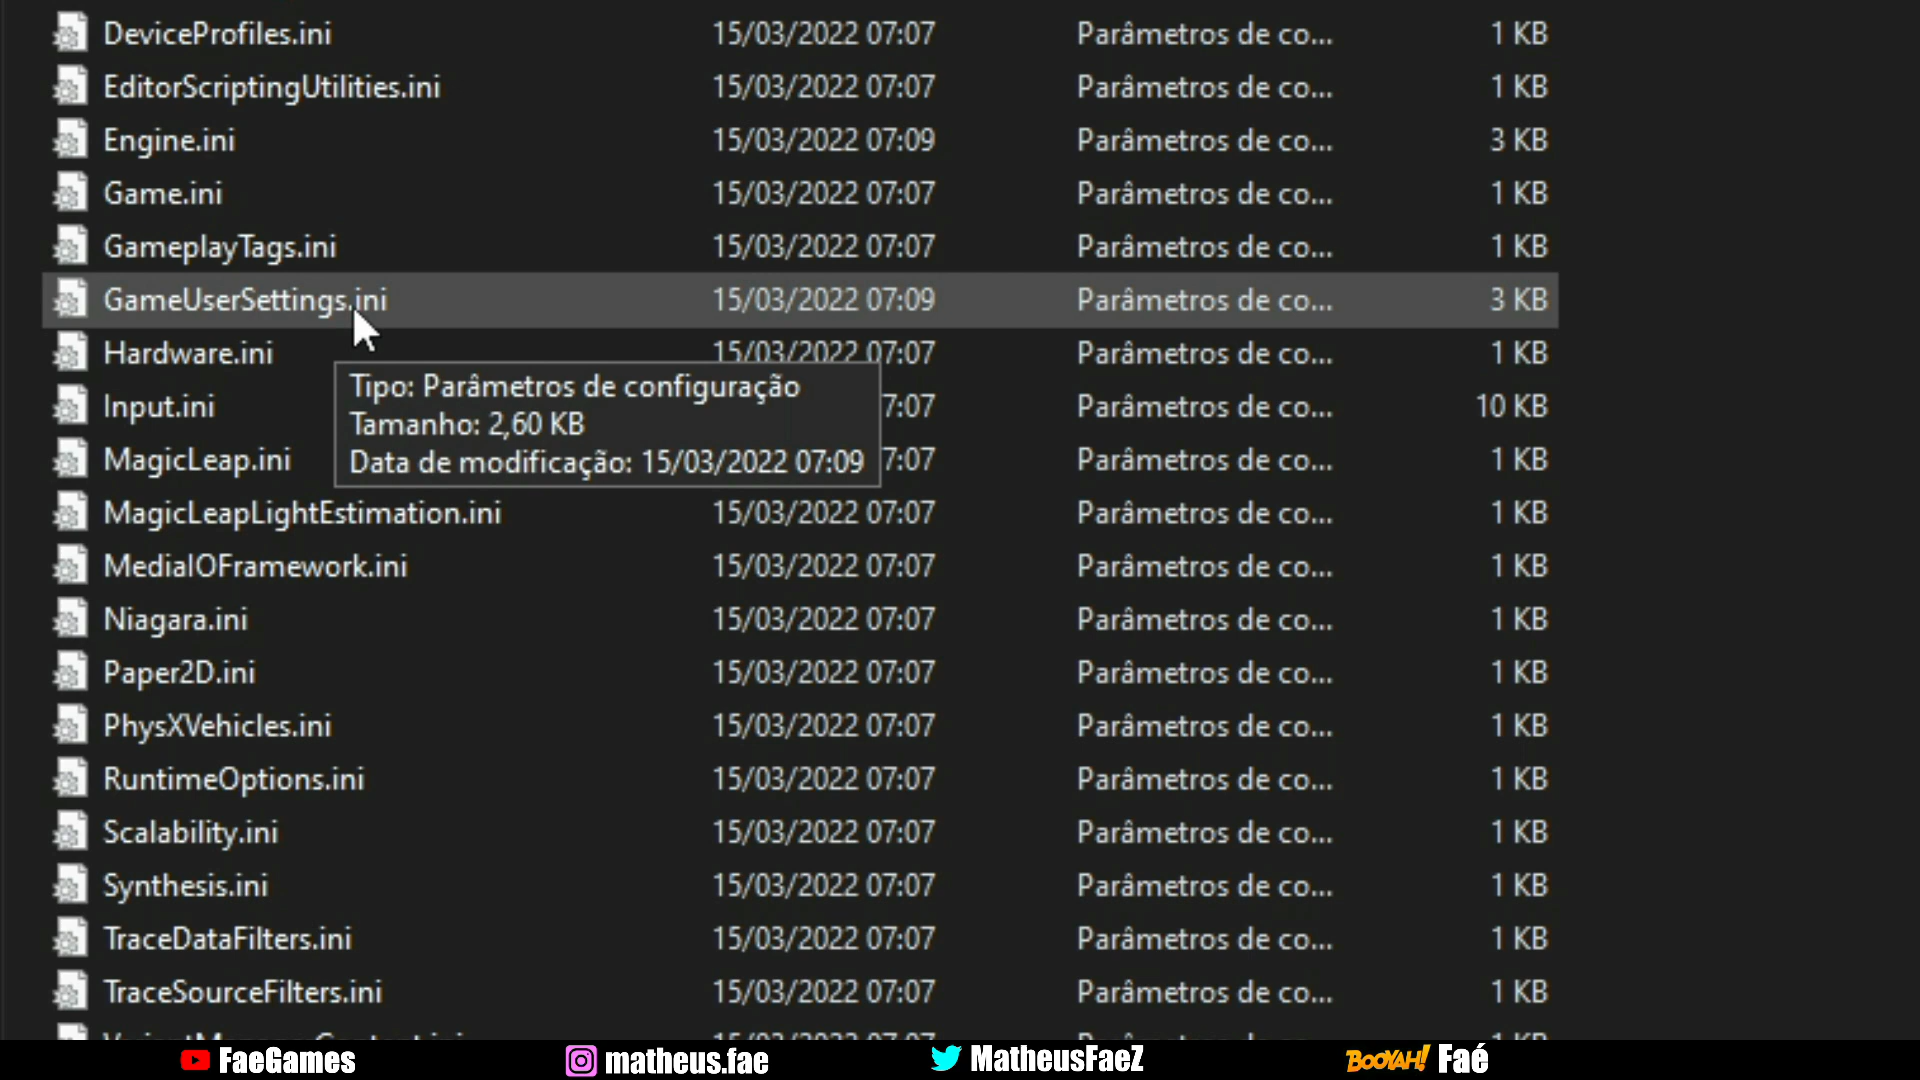 DeviceProfiles.ini 15/03/2022 07:07 Parâmetros de co... 1 KB
EditorScriptingUtilities.ini 15/03/2022 07:07 Parâmetros de co... 1 KB
Engine.ini 15/03/2022 07:09 Parâmetros de co... 3 KB
Game.ini 15/03/2022 07:07 Parâmetros de co... 1 KB
GameplayTags.ini 15/03/2022 07:07 Parâmetros de co... 1 KB
GameUserSettings.ini 15/03/2022 07:09 Parâmetros de co... 3 KB
Hardware.ini 15/03/2022 07:07 Parâmetros de co... 1 KB
Tipo: Parâmetros de configuração
Tamanho: 2,60 KB
Data de modificação: 15/03/2022 07:09
Input.ini 7:07 Parâmetros de co... 10 KB
MagicLeap.ini 7:07 Parâmetros de co... 1 KB
MagicLeapLightEstimation.ini 15/03/2022 07:07 Parâmetros de co... 1 KB
MediaIOFramework.ini 15/03/2022 07:07 Parâmetros de co... 1 KB
Niagara.ini 15/03/2022 07:07 Parâmetros de co... 1 KB
Paper2D.ini 15/03/2022 07:07 Parâmetros de co... 1 KB
PhysXVehicles.ini 15/03/2022 07:07 Parâmetros de co... 1 KB
RuntimeOptions.ini 15/03/2022 07:07 Parâmetros de co... 1 KB
Scalability.ini 15/03/2022 07:07 Parâmetros de co... 1 KB
Synthesis.ini 15/03/2022 07:07 Parâmetros de co... 1 KB
TraceDataFilters.ini 15/03/2022 07:07 Parâmetros de co... 1 KB
TraceSourceFilters.ini 15/03/2022 07:07 Parâmetros de co... 1 KB
FaeGames matheus.fae MatheusFaeZ BOOYAH! Faé